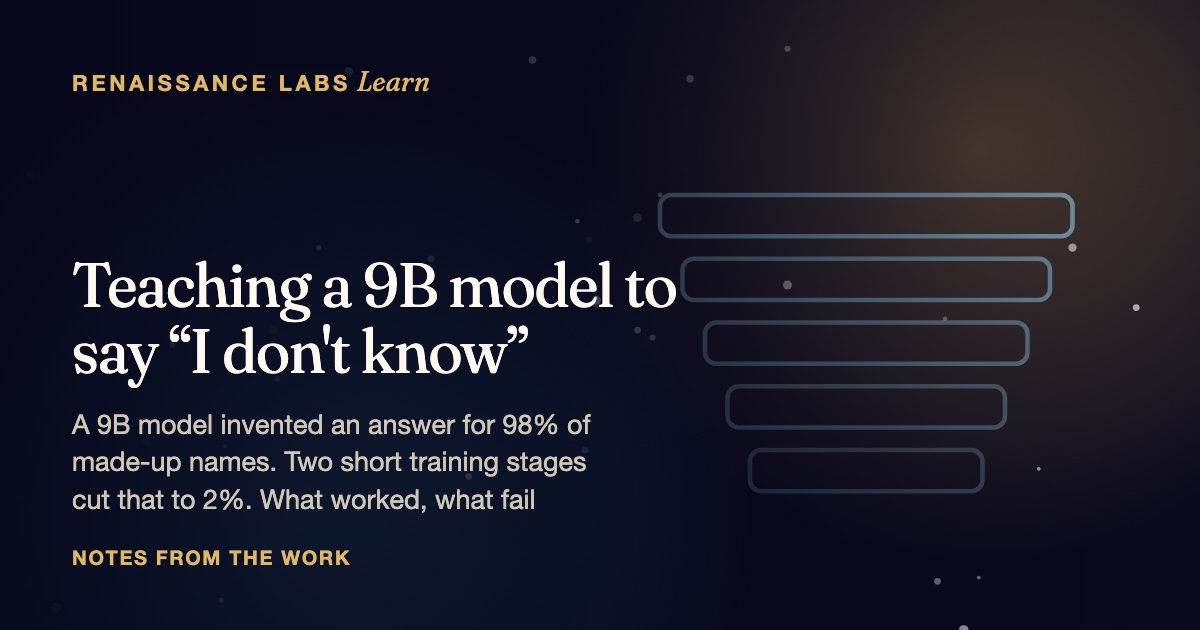 RENAISSANCE LABS Learn
Teaching a 9B model to
say “I don't know”
A 9B model invented an answer for 98% of
made-up names. Two short training stages
cut that to 2%. What worked, what fail
NOTES FROM THE WORK